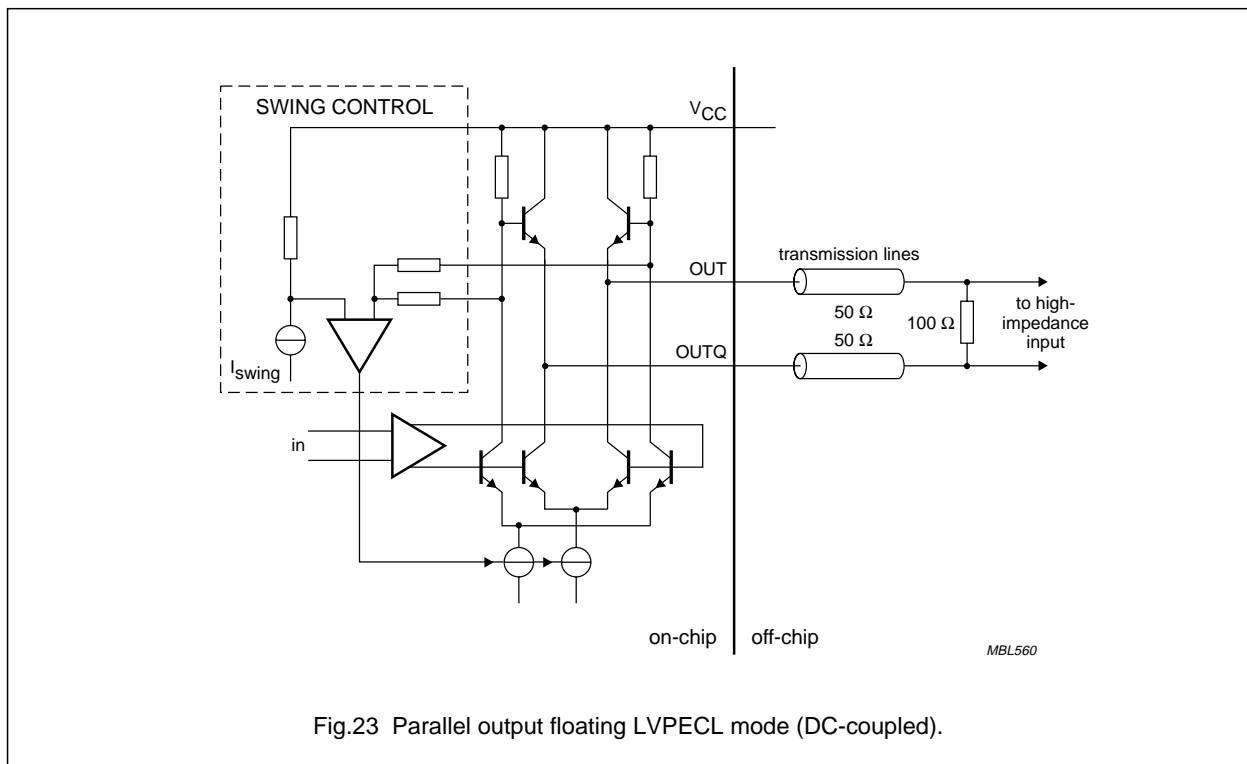 SWING CONTROL
V_CC
I_swing
in
OUT
OUTQ
transmission lines
50 Ω
50 Ω
100 Ω
to high-
impedance
input
on-chip
off-chip
MBL560
Fig.23 Parallel output floating LVPECL mode (DC-coupled).